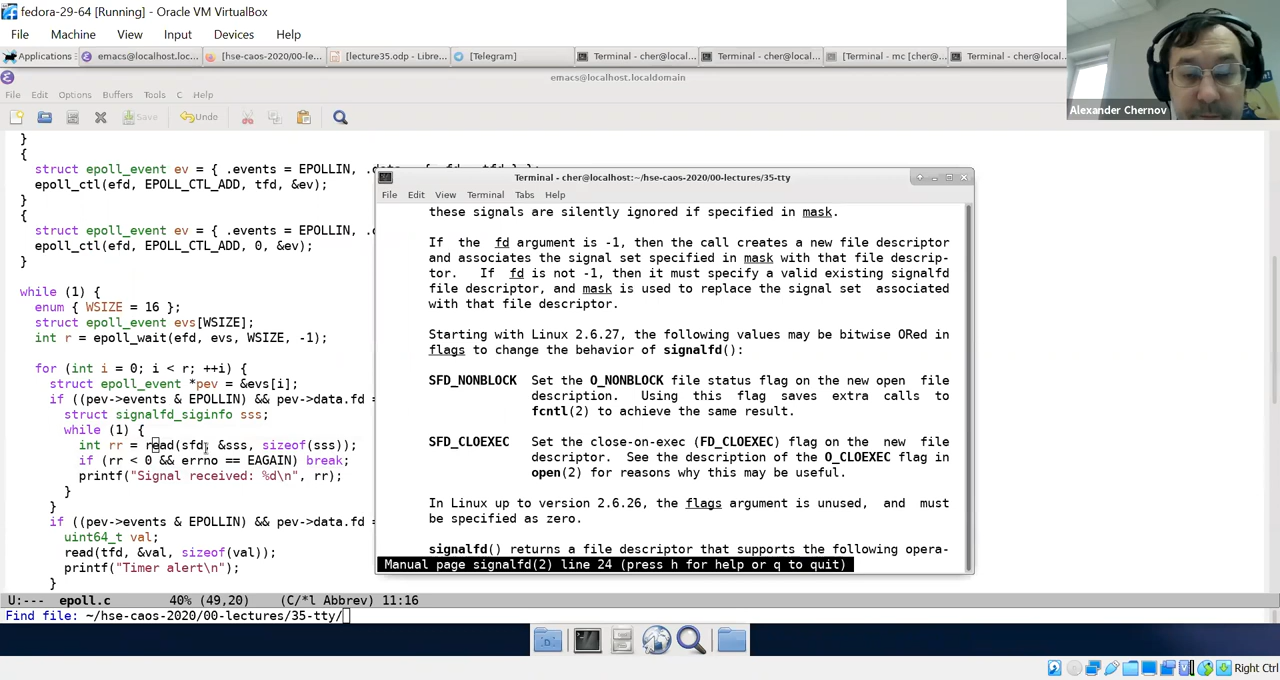 fedora-29-64 [Running] - Oracle VM VirtualBox
File Machine View Input Devices Help
Applications emacs@localhost.loc... [hse-caos-2020/00-le... [lecture35.odp - Libre... [Telegram] Terminal - cher@local... Terminal - cher@local... [Terminal - mc [cher@... Terminal - cher@local...
emacs@localhost.localdomain
Alexander Chernov
File Edit Options Buffers Tools C Help
Save Undo
}
{
struct epoll_event ev = { .events = EPOLLIN,
epoll_ctl(efd, EPOLL_CTL_ADD, tfd, &ev);
}
{
struct epoll_event ev = { .events = EPOLLIN, .
epoll_ctl(efd, EPOLL_CTL_ADD, 0, &ev);
}
while (1) {
enum { WSIZE = 16 };
struct epoll_event evs[WSIZE];
int r = epoll_wait(efd, evs, WSIZE, -1);
for (int i = 0; i < r; ++i) {
struct epoll_event *pev = &evs[i];
if ((pev->events & EPOLLIN) && pev->data.fd =
struct signalfd_siginfo sss;
while (1) {
int rr = read(sfd, &sss, sizeof(sss));
if (rr < 0 && errno == EAGAIN) break;
printf("Signal received: %d\n", rr);
}
}
if ((pev->events & EPOLLIN) && pev->data.fd =
uint64_t val;
read(tfd, &val, sizeof(val));
printf("Timer alert\n");
}
U:--- epoll.c 40% (49,20) (C/*l Abbrev) 11:16
Find file: ~/hse-caos-2020/00-lectures/35-tty/
Terminal - cher@localhost:~/hse-caos-2020/00-lectures/35-tty
File Edit View Terminal Tabs Help
these signals are silently ignored if specified in mask.
If the fd argument is -1, then the call creates a new file descriptor
and associates the signal set specified in mask with that file descrip-
tor. If fd is not -1, then it must specify a valid existing signalfd
file descriptor, and mask is used to replace the signal set associated
with that file descriptor.
Starting with Linux 2.6.27, the following values may be bitwise ORed in
flags to change the behavior of signalfd():
SFD_NONBLOCK Set the O_NONBLOCK file status flag on the new open file
description. Using this flag saves extra calls to
fcntl(2) to achieve the same result.
SFD_CLOEXEC Set the close-on-exec (FD_CLOEXEC) flag on the new file
descriptor. See the description of the O_CLOEXEC flag in
open(2) for reasons why this may be useful.
In Linux up to version 2.6.26, the flags argument is unused, and must
be specified as zero.
signalfd() returns a file descriptor that supports the following opera-
Manual page signalfd(2) line 24 (press h for help or q to quit)
Right Ctrl